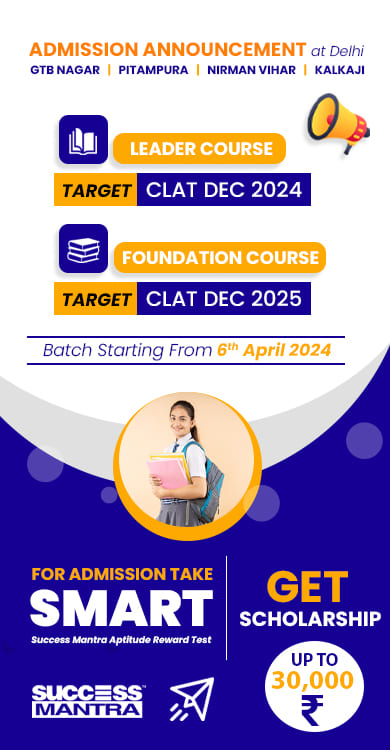 ADMISSION ANNOUNCEMENT at Delhi
GTB NAGAR | PITAMPURA | NIRMAN VIHAR | KALKAJI
LEADER COURSE
TARGET CLAT DEC 2024
FOUNDATION COURSE
TARGET CLAT DEC 2025
Batch Starting From 6th April 2024
FOR ADMISSION TAKE
SMART
Success Mantra Aptitude Reward Test
SUCCESS™
MANTRA
GET
SCHOLARSHIP
UP TO
30,000
₹